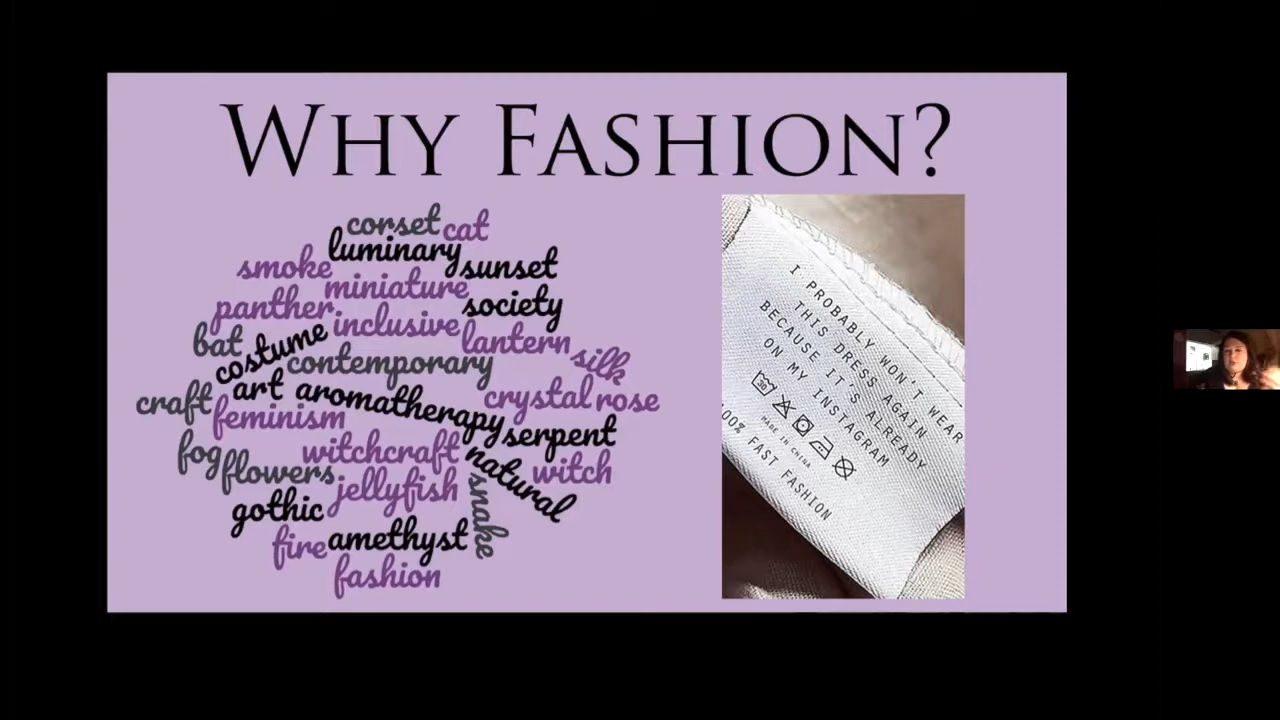 WHY FASHION?
corset cat
luminary
smoke
sunset
miniature
panther
society
inclusive
bat
costume
lantern
silk
contemporary
art
aromatherapy
craft
crystal rose
feminism
serpent
witchcraft
fog
flowers
natural
witch
jellyfish
snake
gothic
fire
amethyst
fashion
I PROBABLY WON'T WEAR
THIS DRESS AGAIN
BECAUSE IT'S ALREADY
ON MY INSTAGRAM
30
MADE IN CHINA
100% FAST FASHION